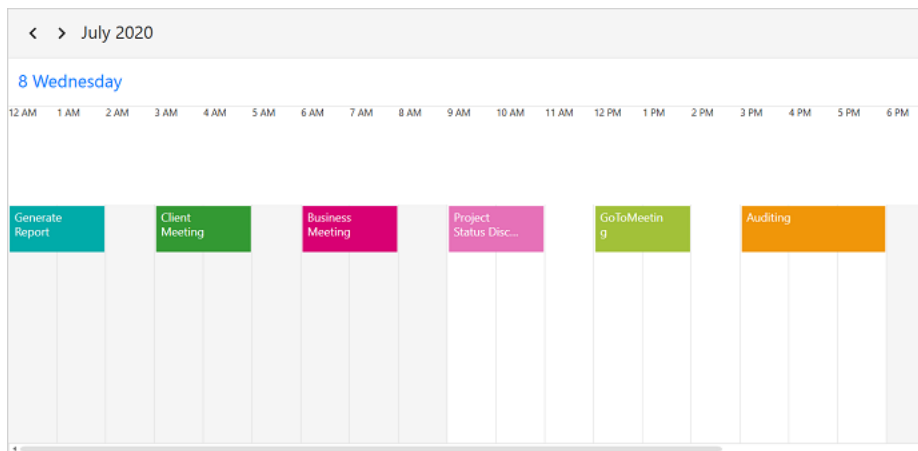 July 2020
8 Wednesday
12 AM 1 AM 2 AM 3 AM 4 AM 5 AM 6 AM 7 AM 8 AM 9 AM 10 AM 11 AM 12 PM 1 PM 2 PM 3 PM 4 PM 5 PM 6 PM
Generate
Report
Client
Meeting
Business
Meeting
Project
Status Disc...
GoToMeetin
g
Auditing